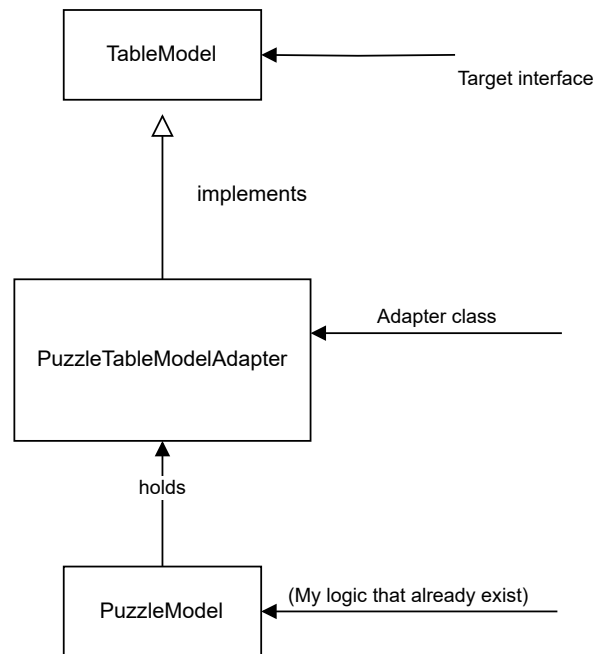 TableModel
Target interface
implements
Adapter class
PuzzleTableModelAdapter
holds
(My logic that already exist)
PuzzleModel